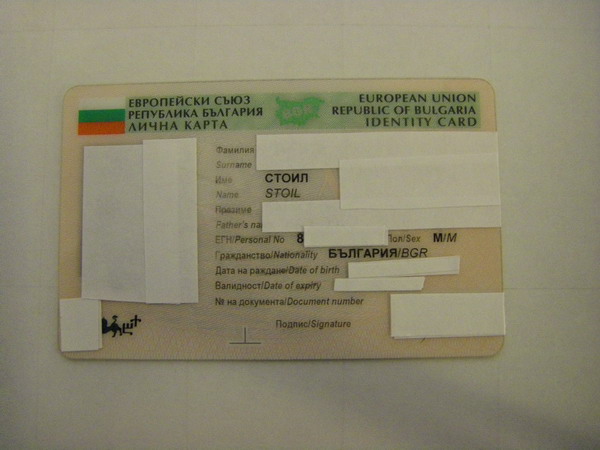 ЕВРОПЕЙСКИ СЪЮЗ
РЕПУБЛИКА БЪЛГАРИЯ
ЛИЧНА КАРТА
BGR
EUROPEAN UNION
REPUBLIC OF BULGARIA
IDENTITY CARD
Фамилия
Surname
Име СТОИЛ
Name STOIL
Презиме
Father's
ЕГН/Personal No 8 Пол/Sex М/M
Гражданство/Nationality БЪЛГАРИЯ/BGR
Дата на раждане/Date of birth
Валидност/Date of expiry
№ на документа/Document number
Подпис/Signature